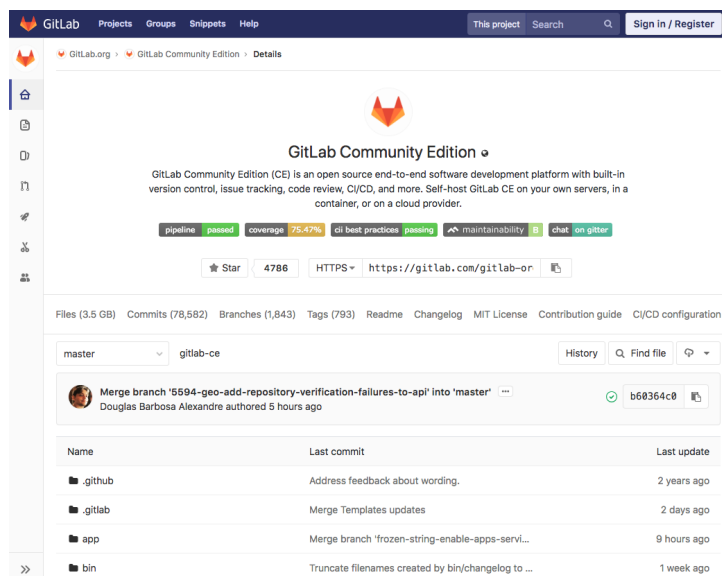 GitLab Projects Groups Snippets Help This project Search Sign in / Register
GitLab.org > GitLab Community Edition > Details
GitLab Community Edition
GitLab Community Edition (CE) is an open source end-to-end software development platform with built-in
version control, issue tracking, code review, CI/CD, and more. Self-host GitLab CE on your own servers, in a
container, or on a cloud provider.
pipeline passed coverage 75.47% cii best practices passing maintainability B chat on gitter
Star 4786 HTTPS https://gitlab.com/gitlab-or
Files (3.5 GB) Commits (78,582) Branches (1,843) Tags (793) Readme Changelog MIT License Contribution guide CI/CD configuration
master gitlab-ce History Find file
Merge branch '5594-geo-add-repository-verification-failures-to-api' into 'master' ...
Douglas Barbosa Alexandre authored 5 hours ago b60364c0
Name Last commit Last update
.github Address feedback about wording. 2 years ago
.gitlab Merge Templates updates 2 days ago
app Merge branch 'frozen-string-enable-apps-servi... 9 hours ago
bin Truncate filenames created by bin/changelog to ... 1 week ago